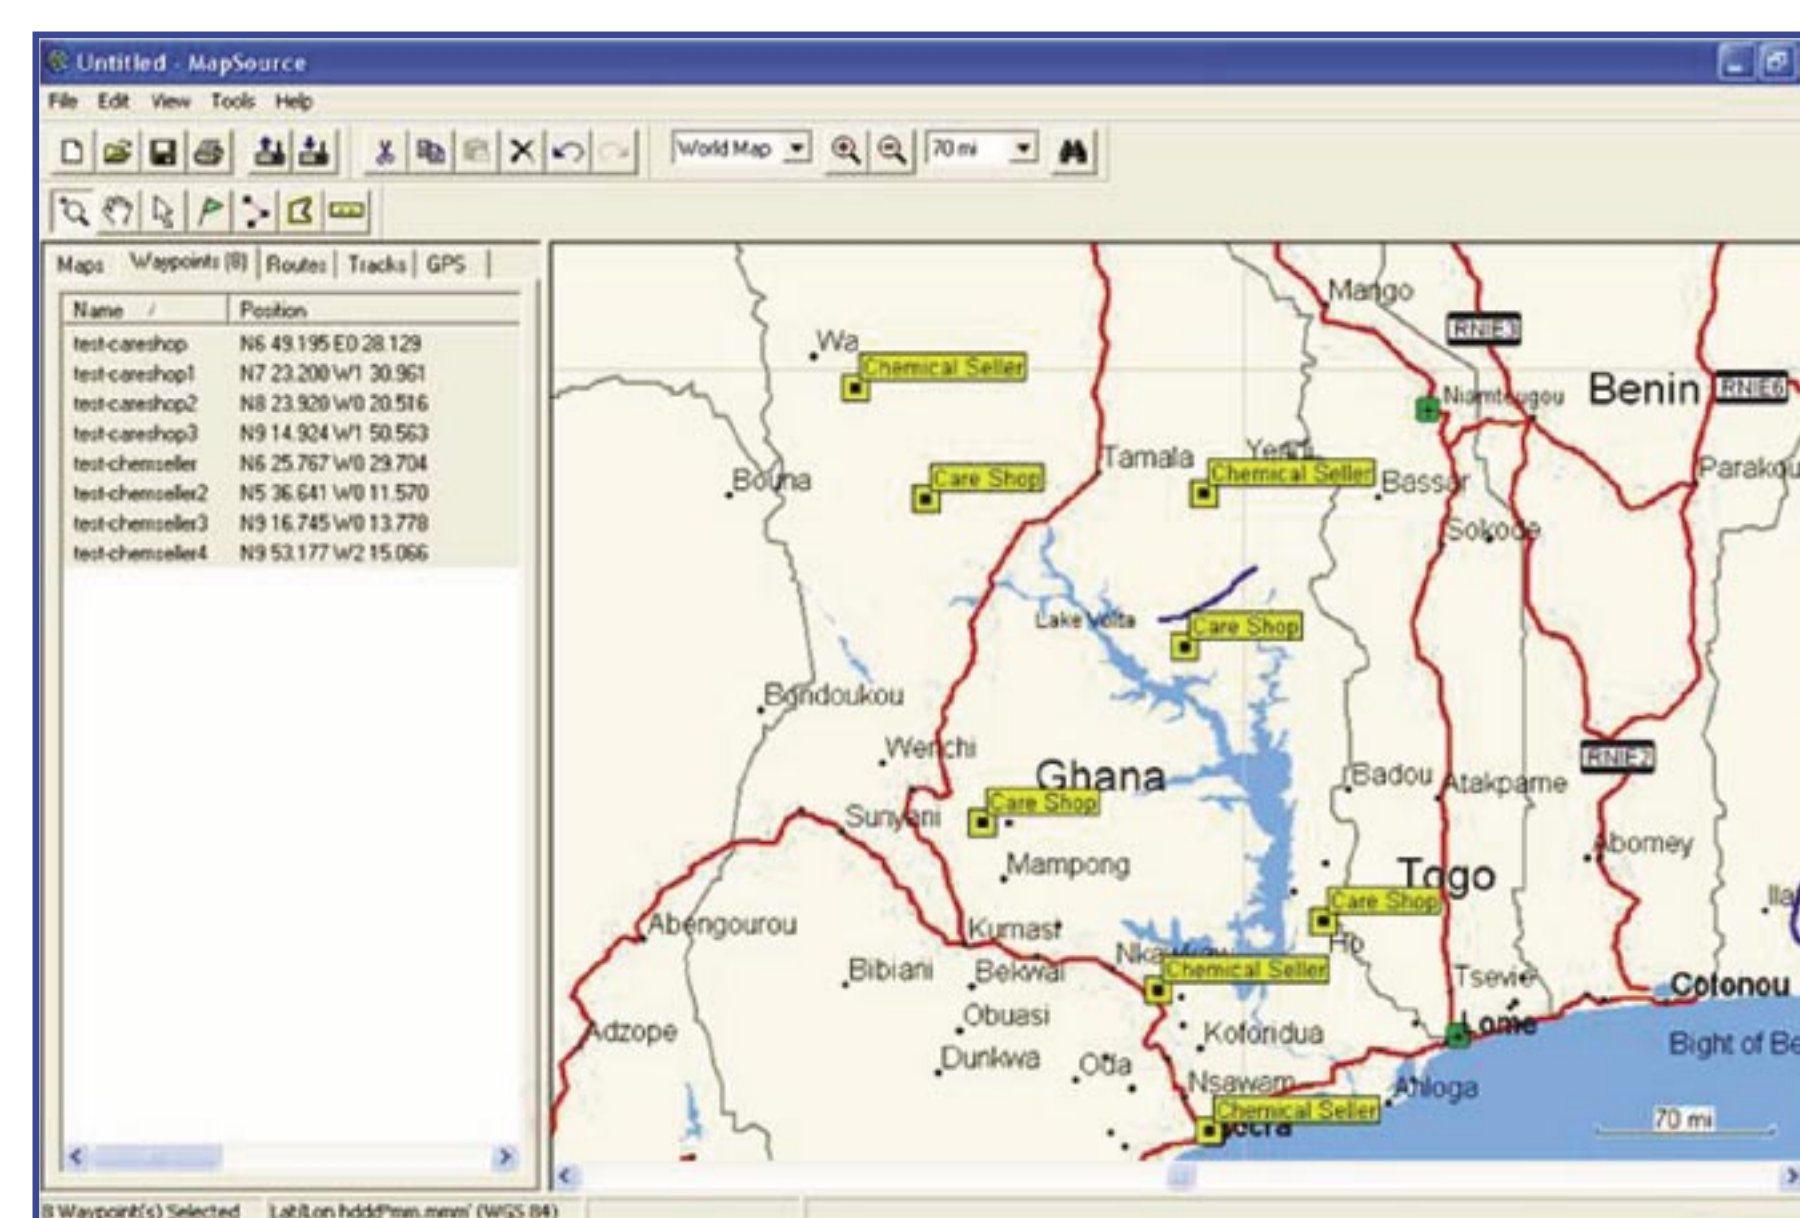 Untitled - MapSource
File Edit View Tools Help
World Map 70 mi
Maps Waypoints (8) Routes Tracks GPS
Name / Position
test-careshop N6 49.195 E0 28.129
test-careshop1 N7 23.200 W1 30.961
test-careshop2 N8 23.920 W0 20.516
test-careshop3 N9 14.924 W1 50.563
test-chemseller N6 25.767 W0 29.704
test-chemseller2 N5 36.641 W0 11.570
test-chemseller3 N9 16.745 W0 13.778
test-chemseller4 N9 53.177 W2 15.066
Mango
RNIE3
Wa
Chemical Seller
Niamtougou
Benin
RNIE6
Tamala
Chemical Seller
Bassar
Bouna
Care Shop
Sokode
Lake Volta
Care Shop
Bondoukou
Wenchi
Ghana
Badou
Atakpame
RNIE2
Care Shop
Sunyani
Mampong
Abomey
Togo
Care Shop
Abengourou
Kumasi
Ho
Bibiani
Bekwai
Chemical Seller
Tsevie
Cotonou
Obuasi
Koforidua
Lome
Adzope
Bight of Be
Dunkwa
Oda
Nsawam
Ahloga
Chemical Seller
70 mi
8 Waypoint(s) Selected Lat/Lon hddd°mm.mmm' (WGS 84)